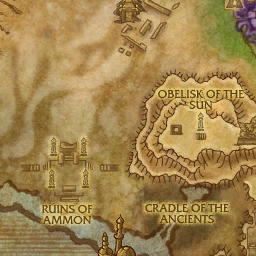 OBELISK OF THE
SUN
RUINS OF
AMMON
CRADLE OF THE
ANCIENTS